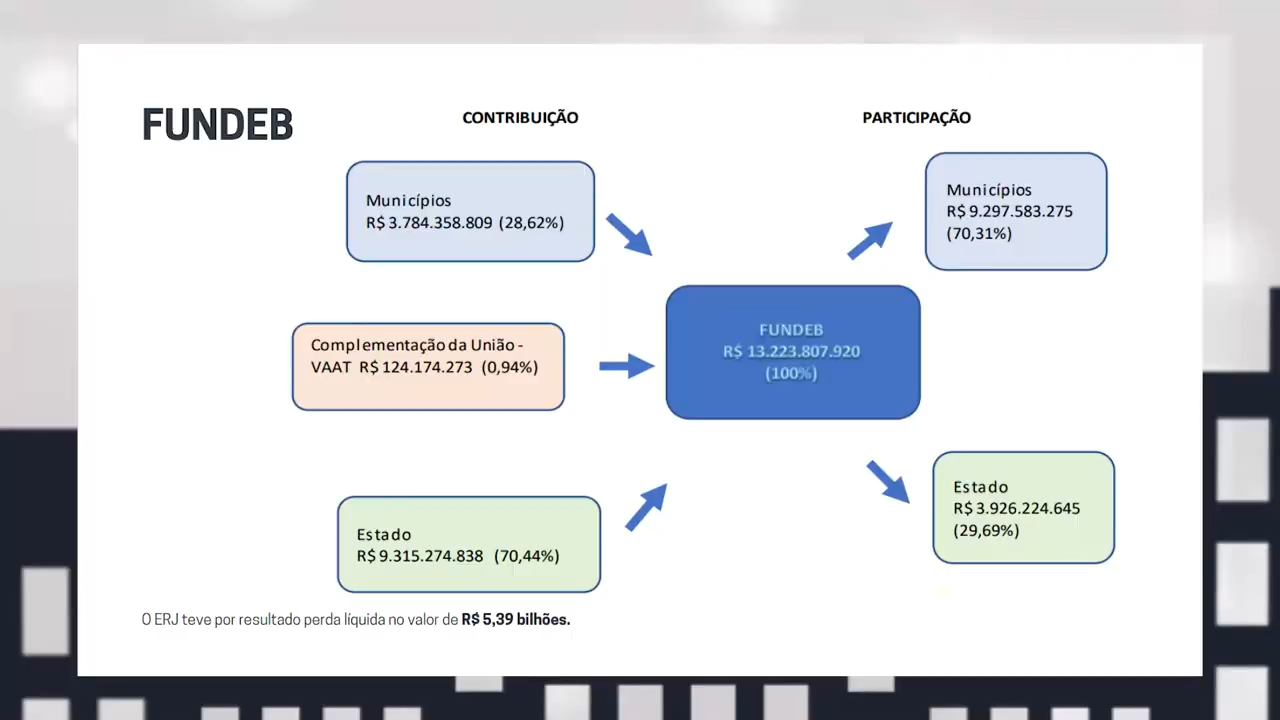 FUNDEB
CONTRIBUIÇÃO
PARTICIPAÇÃO
Municípios
R$ 3.784.358.809 (28,62%)
Municípios
R$ 9.297.583.275
(70,31%)
Complementação da União -
VAAT R$ 124.174.273 (0,94%)
FUNDEB
R$ 13.223.807.920
(100%)
Estado
R$ 9.315.274.838 (70,44%)
Estado
R$ 3.926.224.645
(29,69%)
O ERJ teve por resultado perda líquida no valor de R$ 5,39 bilhões.